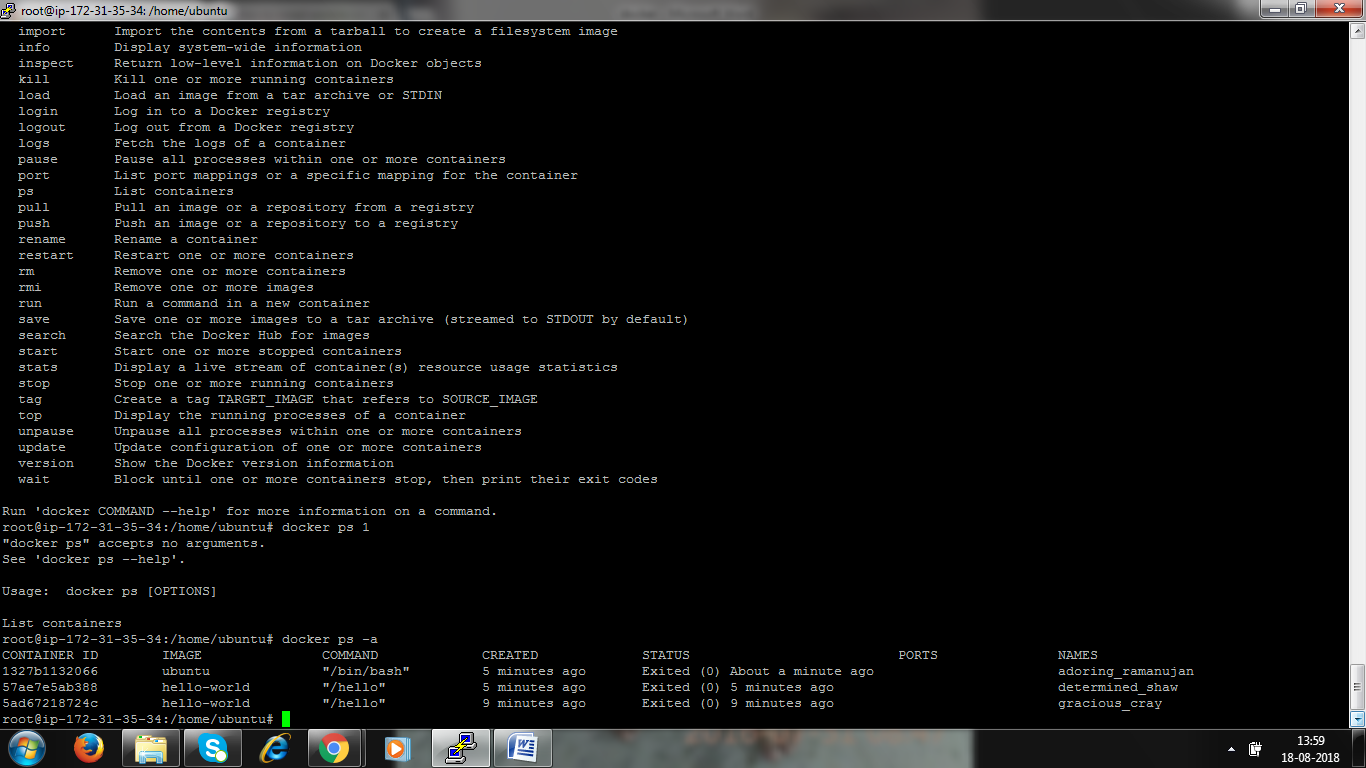 root@ip-172-31-35-34: /home/ubuntu
import Import the contents from a tarball to create a filesystem image
info Display system-wide information
inspect Return low-level information on Docker objects
kill Kill one or more running containers
load Load an image from a tar archive or STDIN
login Log in to a Docker registry
logout Log out from a Docker registry
logs Fetch the logs of a container
pause Pause all processes within one or more containers
port List port mappings or a specific mapping for the container
ps List containers
pull Pull an image or a repository from a registry
push Push an image or a repository to a registry
rename Rename a container
restart Restart one or more containers
rm Remove one or more containers
rmi Remove one or more images
run Run a command in a new container
save Save one or more images to a tar archive (streamed to STDOUT by default)
search Search the Docker Hub for images
start Start one or more stopped containers
stats Display a live stream of container(s) resource usage statistics
stop Stop one or more running containers
tag Create a tag TARGET_IMAGE that refers to SOURCE_IMAGE
top Display the running processes of a container
unpause Unpause all processes within one or more containers
update Update configuration of one or more containers
version Show the Docker version information
wait Block until one or more containers stop, then print their exit codes
Run 'docker COMMAND --help' for more information on a command.
root@ip-172-31-35-34:/home/ubuntu# docker ps 1
"docker ps" accepts no arguments.
See 'docker ps --help'.
Usage: docker ps [OPTIONS]
List containers
root@ip-172-31-35-34:/home/ubuntu# docker ps -a
CONTAINER ID IMAGE COMMAND CREATED STATUS PORTS NAMES
1327b1132066 ubuntu "/bin/bash" 5 minutes ago Exited (0) About a minute ago adoring_ramanujan
57ae7e5ab388 hello-world "/hello" 5 minutes ago Exited (0) 5 minutes ago determined_shaw
5ad67218724c hello-world "/hello" 9 minutes ago Exited (0) 9 minutes ago gracious_cray
root@ip-172-31-35-34:/home/ubuntu#
13:59
18-08-2018